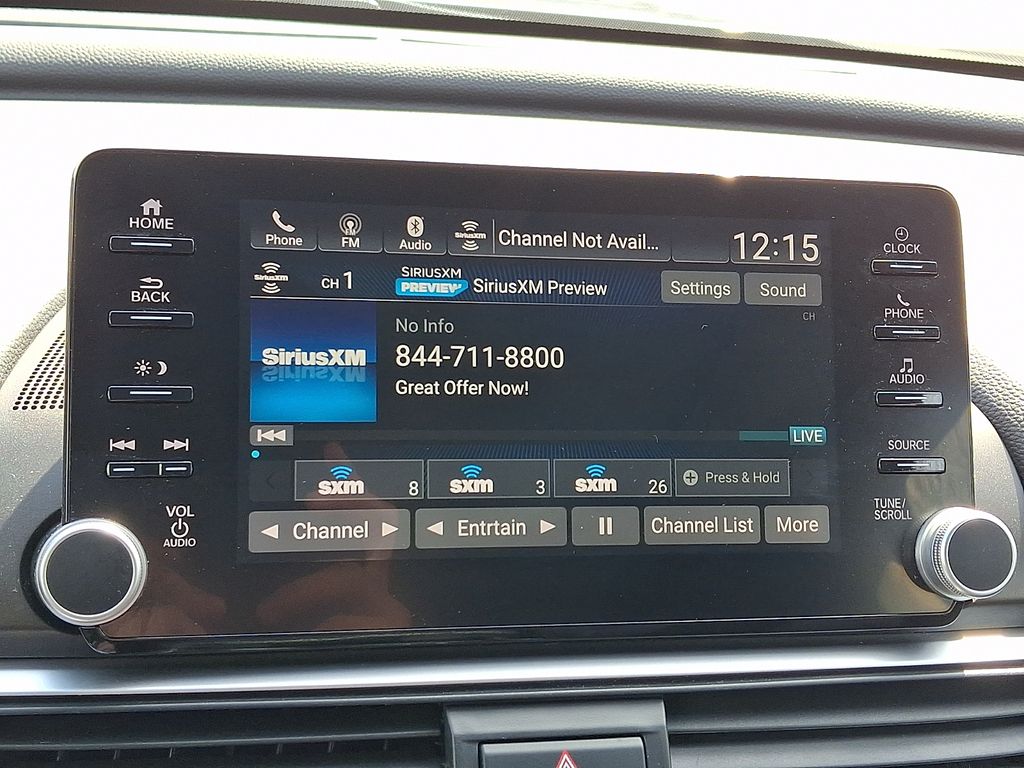 HOME
BACK
VOL
AUDIO
Phone
FM
Audio
SiriusXM
Channel Not Avail...
12:15
SiriusXM
CH 1
SIRIUSXM
PREVIEW
SiriusXM Preview
Settings
Sound
CH
SiriusXM
No Info
844-711-8800
Great Offer Now!
LIVE
sxm 8
sxm 3
sxm 26
Press & Hold
Channel
Entrtain
Channel List
More
CLOCK
PHONE
AUDIO
SOURCE
TUNE/
SCROLL